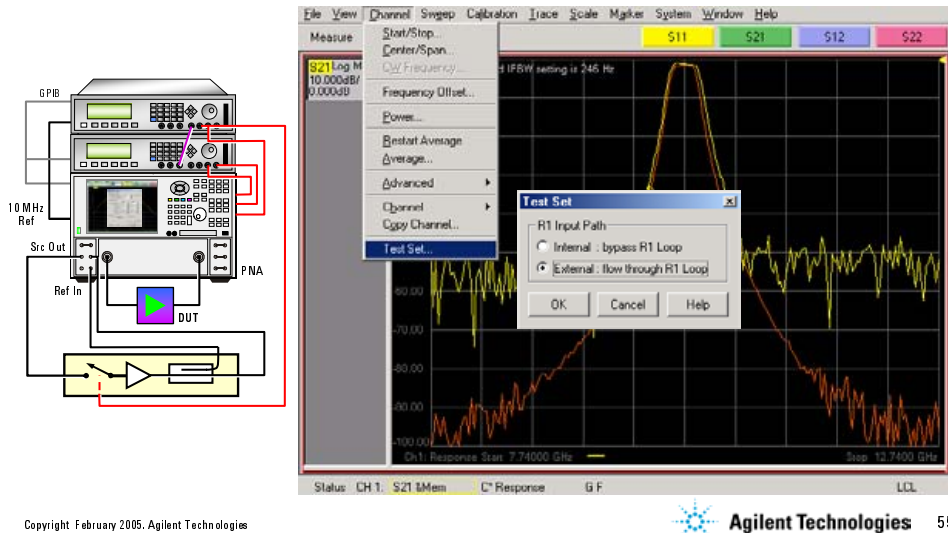 File View Channel Sweep Calibration Trace Scale Marker System Window Help
Measure
S11 S21 S12 S22
Start/Stop...
Center/Span...
CW Frequency...
Frequency Offset...
Power...
Restart Average
Average...
Advanced
Channel
Copy Channel...
Test Set...
S21 Log M
10.000dB/
0.000dB
IFBW setting is 246 Hz
Test Set
R1 Input Path
Internal : bypass R1 Loop
External : flow through R1 Loop
OK Cancel Help
-60.00
-70.00
-80.00
-90.00
-100.00
Ch1: Response Start 7.74000 GHz
Stop 12.7400 GHz
Status CH 1: S21 &Mem C* Response G F LCL
GPIB
10 MHz
Ref
Src Out
Ref In
PNA
DUT
Copyright February 2005. Agilent Technologies
Agilent Technologies